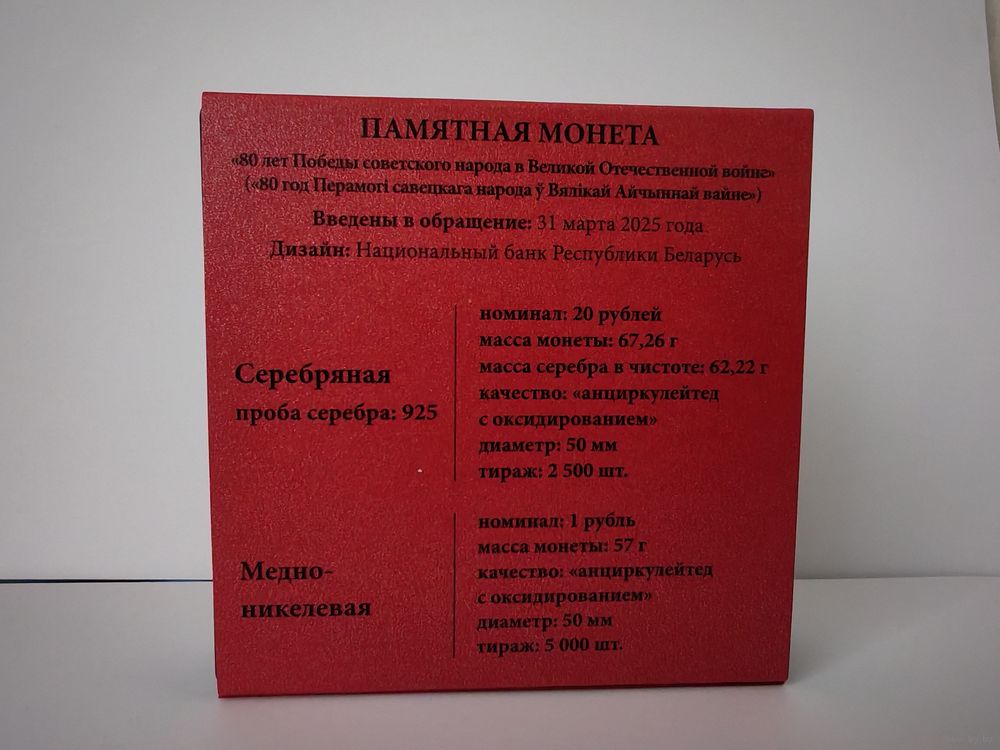 ПАМЯТНАЯ МОНЕТА
«80 лет Победы советского народа в Великой Отечественной войне»
(«80 год Перамогі савецкага народа ў Вялікай Айчыннай вайне»)
Введены в обращение: 31 марта 2025 года
Дизайн: Национальный банк Республики Беларусь
Серебряная
проба серебра: 925
номинал: 20 рублей
масса монеты: 67,26 г
масса серебра в чистоте: 62,22 г
качество: «анциркулейтед
с оксидированием»
диаметр: 50 мм
тираж: 2 500 шт.
Медно-
никелевая
номинал: 1 рубль
масса монеты: 57 г
качество: «анциркулейтед
с оксидированием»
диаметр: 50 мм
тираж: 5 000 шт.